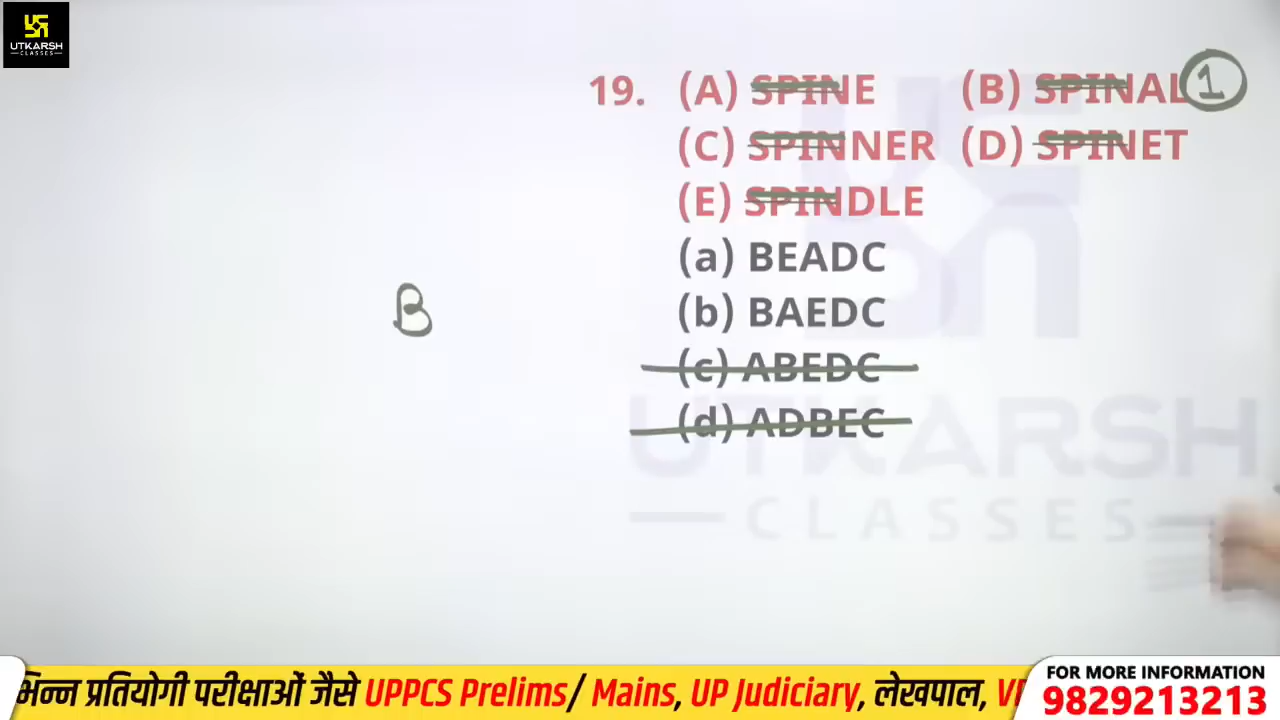 UTKARSH
CLASSES
19. (A) SPINE (B) SPINAL 1
(C) SPINNER (D) SPINET
(E) SPINDLE
(a) BEADC
B (b) BAEDC
(c) ABEDC
(d) ADBEC
UTKARSH
CLASSES
भिन्न प्रतियोगी परीक्षाओं जैसे UPPCS Prelims/ Mains, UP Judiciary, लेखपाल,
FOR MORE INFORMATION
9829213213